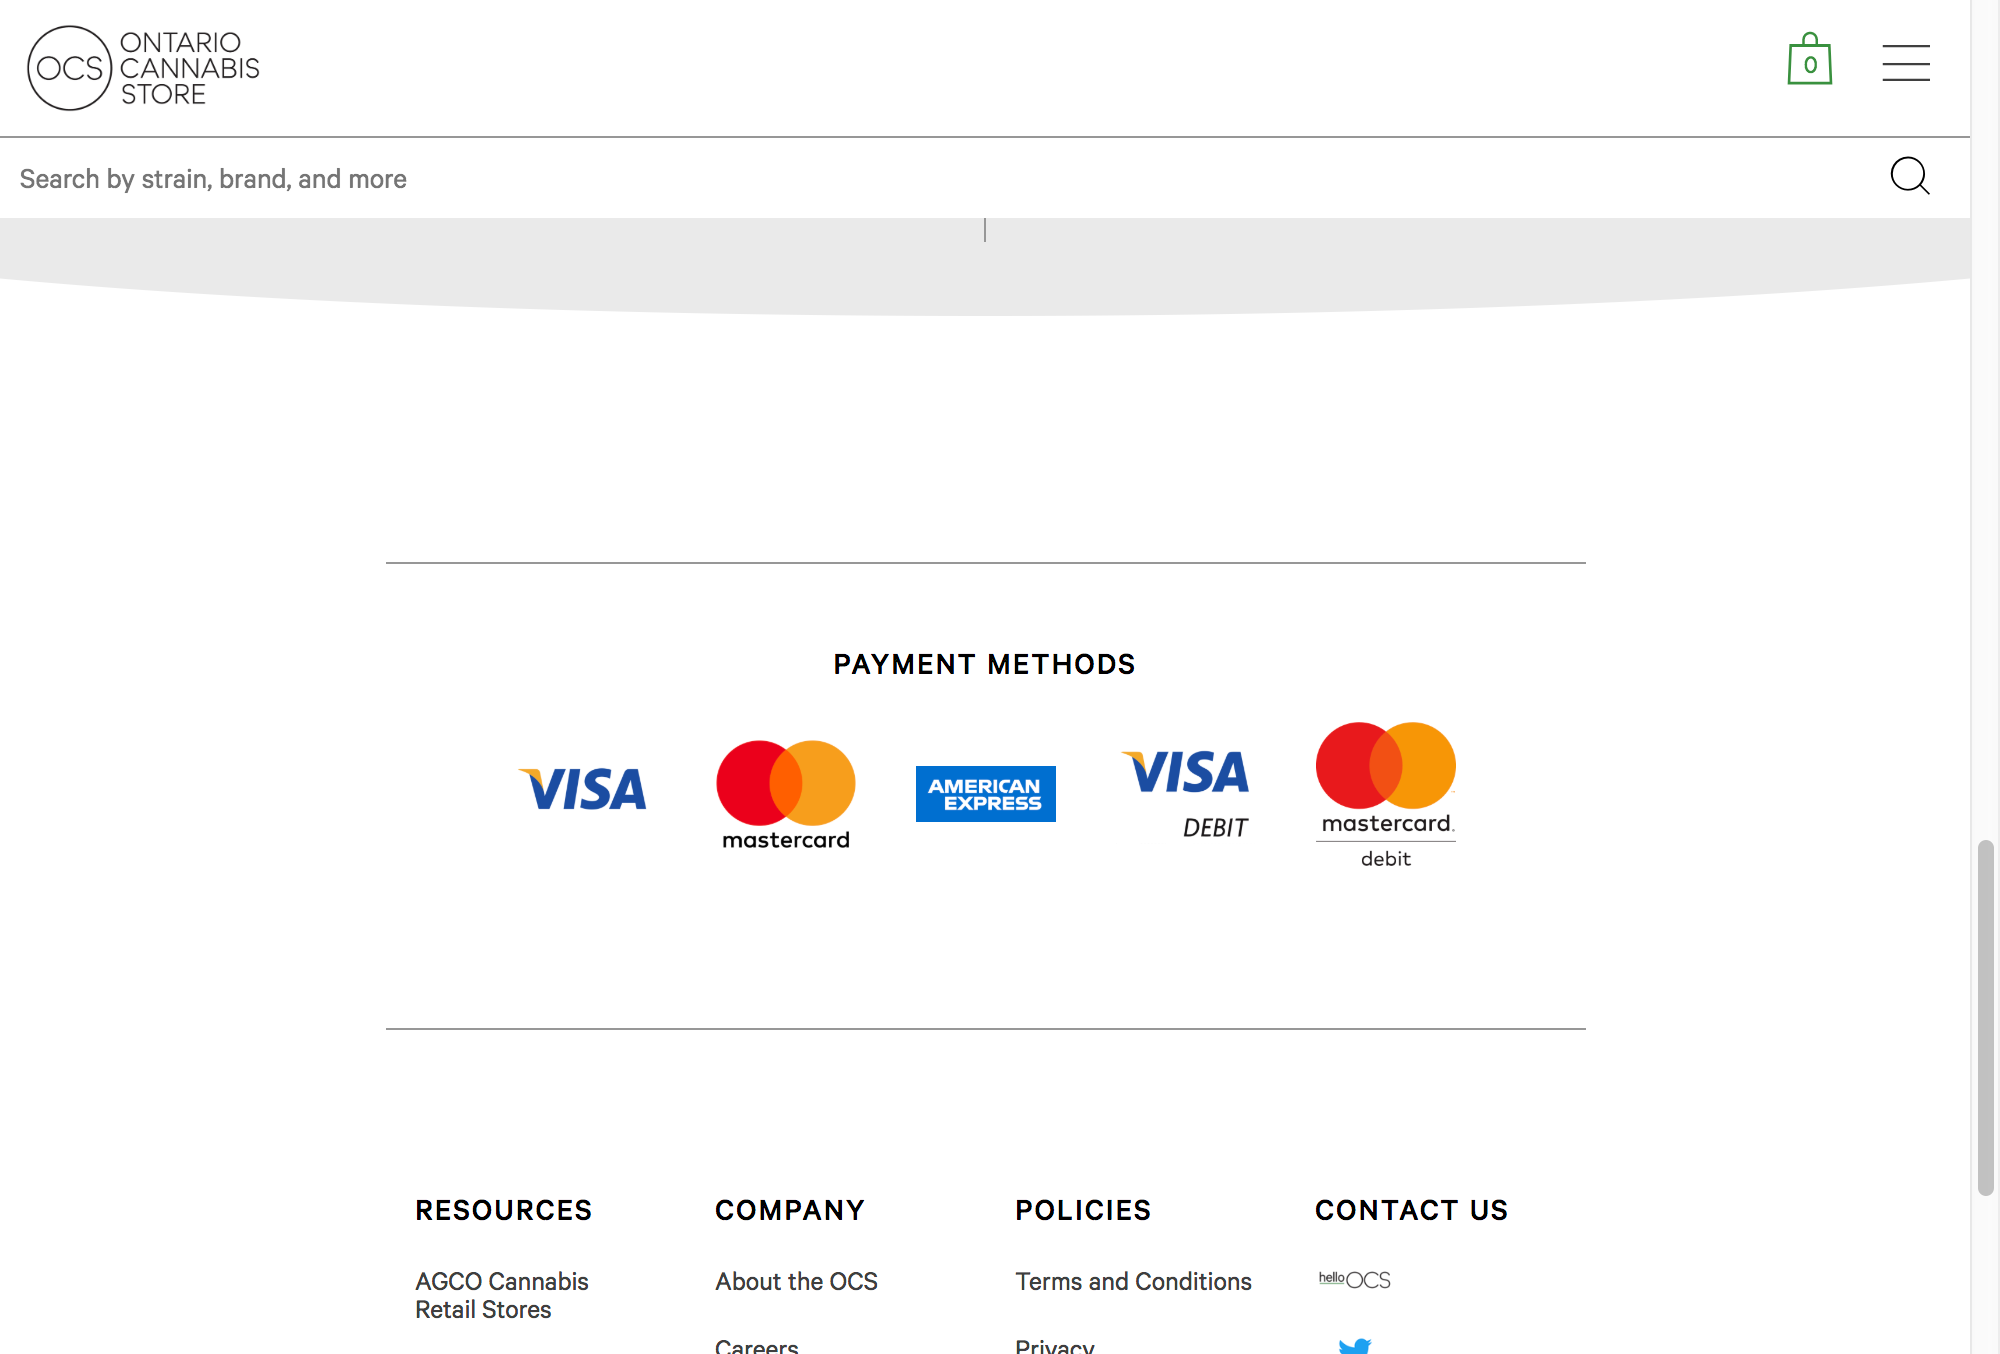 OCS
ONTARIO
CANNABIS
STORE
0
Search by strain, brand, and more
PAYMENT METHODS
VISA
mastercard
AMERICAN
EXPRESS
VISA
DEBIT
mastercard.
debit
RESOURCES
COMPANY
POLICIES
CONTACT US
AGCO Cannabis
Retail Stores
About the OCS
Terms and Conditions
helloOCS
Careers
Privacy